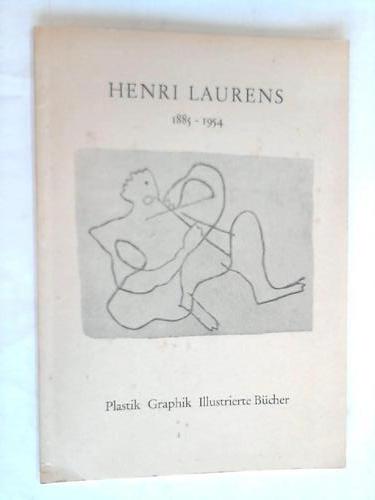 HENRI LAURENS
1885 - 1954
Plastik Graphik Illustrierte Bücher